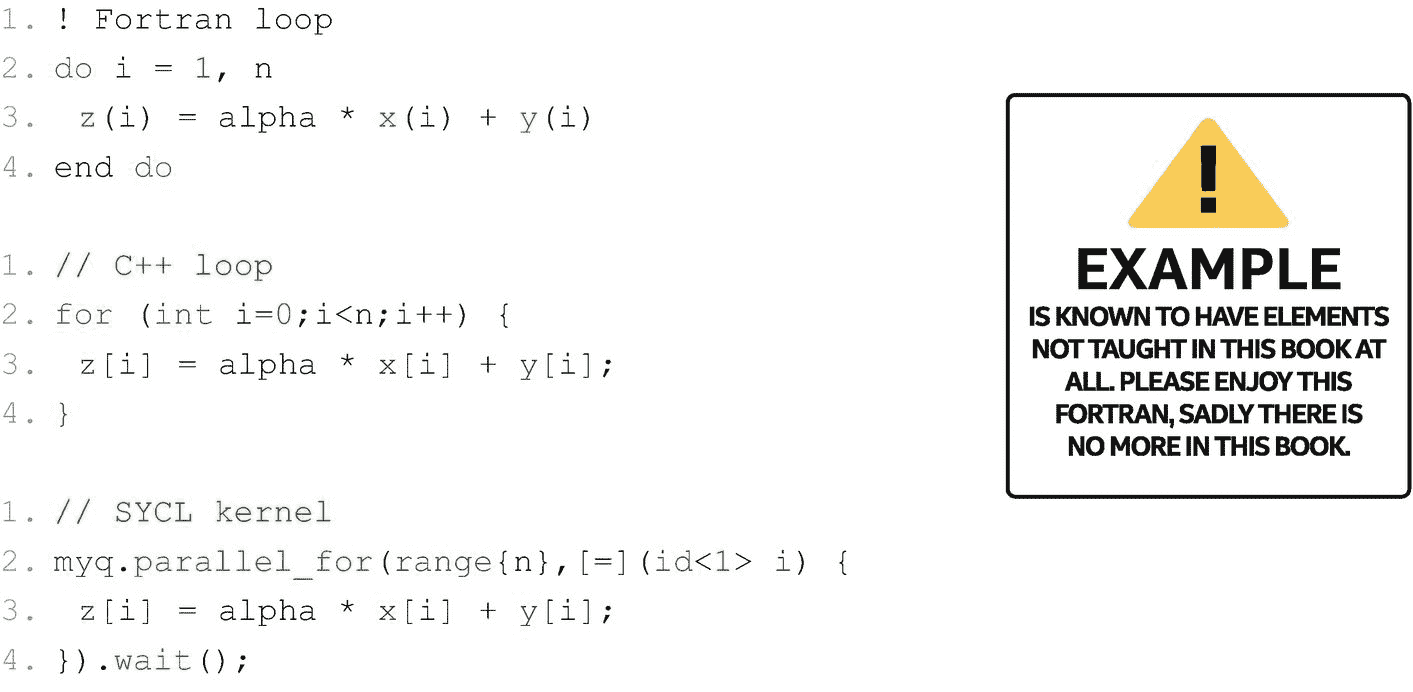 1. ! Fortran loop
2. do i = 1, n
3.  z(i) = alpha * x(i) + y(i)
4. end do
1. // C++ loop
2. for (int i=0;i<n;i++) {
3.  z[i] = alpha * x[i] + y[i];
4. }
1. // SYCL kernel
2. myq.parallel_for(range{n},[=](id<1> i) {
3.  z[i] = alpha * x[i] + y[i];
4. }).wait();
!
EXAMPLE
IS KNOWN TO HAVE ELEMENTS
NOT TAUGHT IN THIS BOOK AT
ALL. PLEASE ENJOY THIS
FORTRAN, SADLY THERE IS
NO MORE IN THIS BOOK.